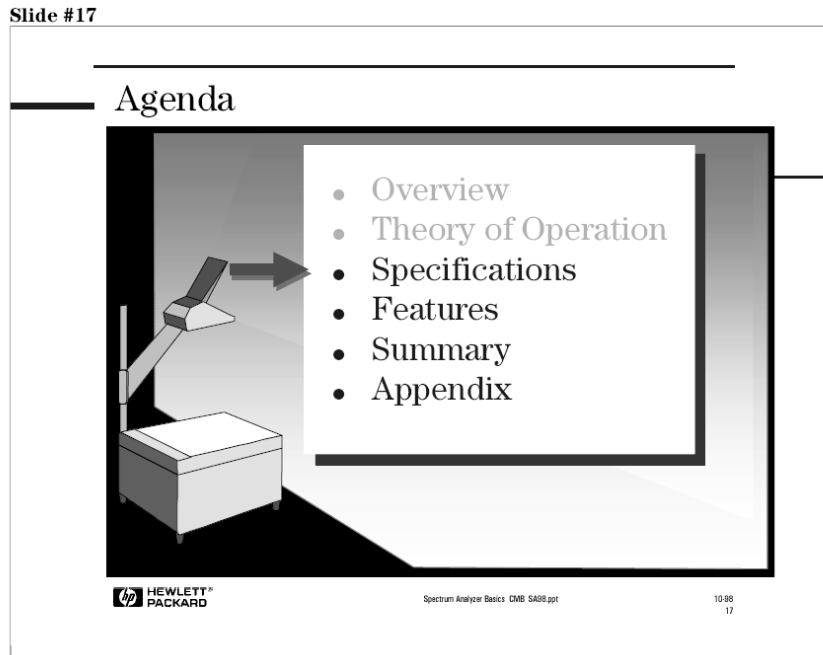 Slide #17
Agenda
Overview
Theory of Operation
Specifications
Features
Summary
Appendix
hp HEWLETT®
PACKARD
Spectrum Analyzer Basics CMB SA98.ppt
10-98
17